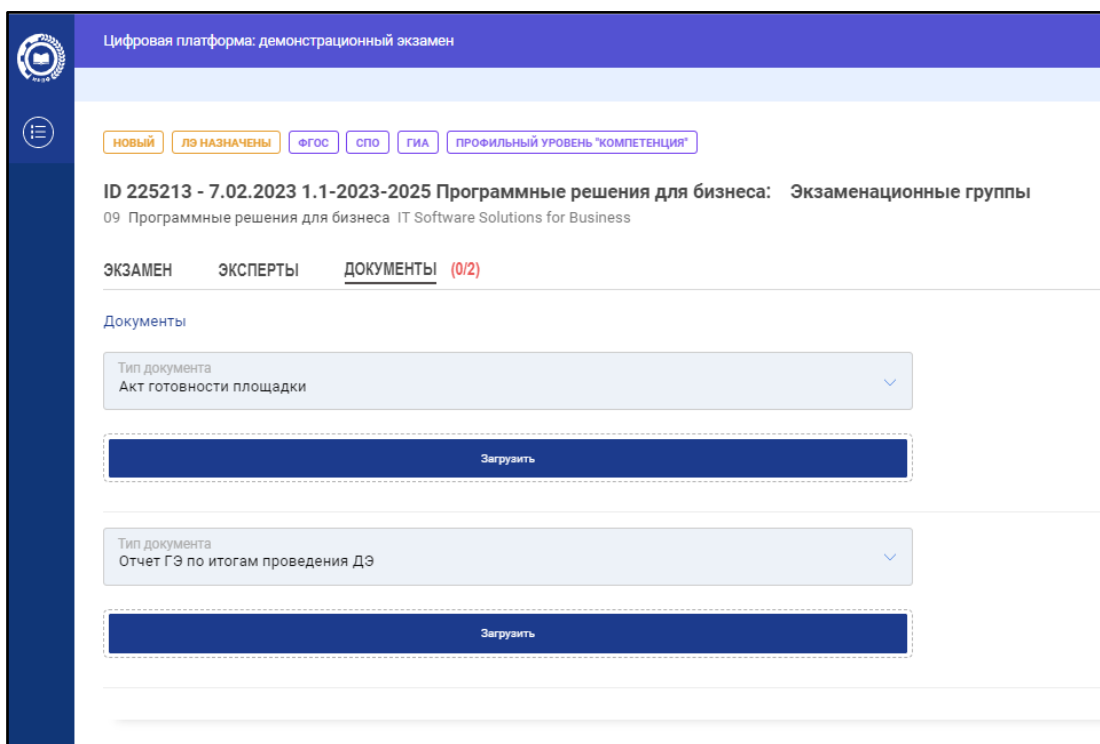 Цифровая платформа: демонстрационный экзамен
НОВЫЙ ЛЭ НАЗНАЧЕНЫ ФГОС СПО ГИА ПРОФИЛЬНЫЙ УРОВЕНЬ "КОМПЕТЕНЦИЯ"
ID 225213 - 7.02.2023 1.1-2023-2025 Программные решения для бизнеса: Экзаменационные группы
09 Программные решения для бизнеса IT Software Solutions for Business
ЭКЗАМЕН ЭКСПЕРТЫ ДОКУМЕНТЫ (0/2)
Документы
Тип документа
Акт готовности площадки
Загрузить
Тип документа
Отчет ГЭ по итогам проведения ДЭ
Загрузить